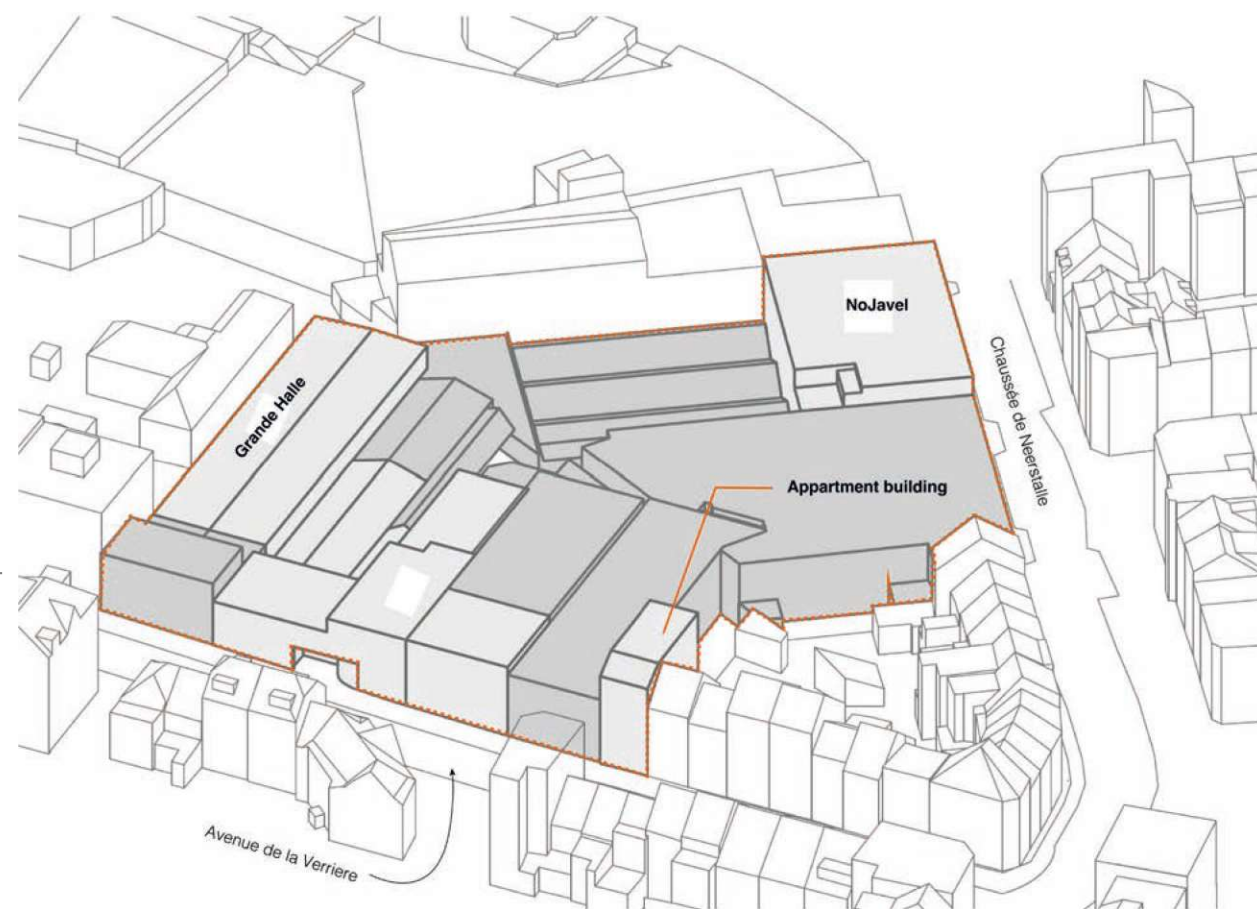 NoJavel
Chaussée de Neerstalle
Grande Halle
Appartment building
Avenue de la Verriere